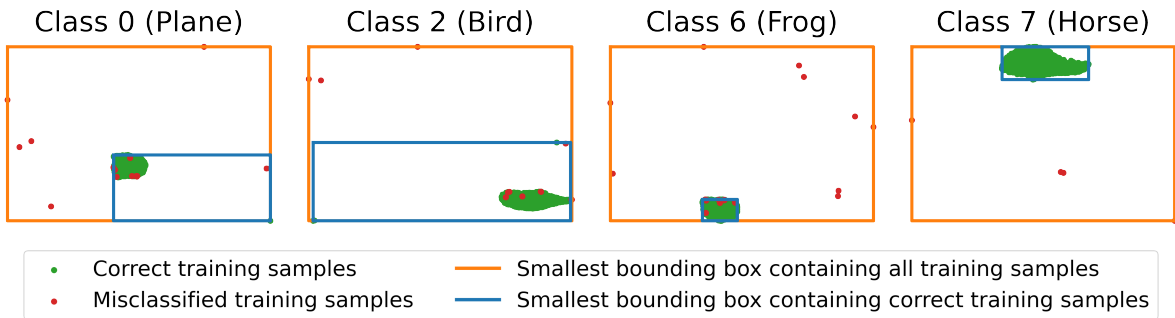 Class 0 (Plane)
Class 2 (Bird)
Class 6 (Frog)
Class 7 (Horse)
Correct training samples
Misclassified training samples
Smallest bounding box containing all training samples
Smallest bounding box containing correct training samples